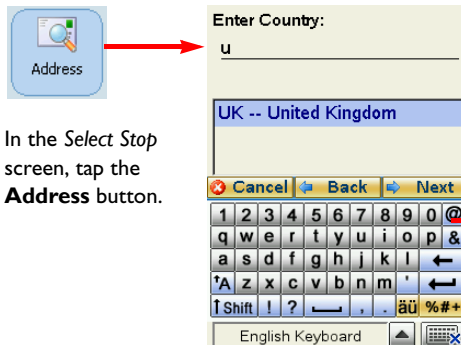 Address
In the Select Stop
screen, tap the
Address button.
Enter Country:
u
UK -- United Kingdom
Cancel Back Next
1 2 3 4 5 6 7 8 9 0 @
q w e r t y u i o p &
a s d f g h j k l
↑A z x c v b n m '
↑Shift ! ? , . äü %#+
English Keyboard